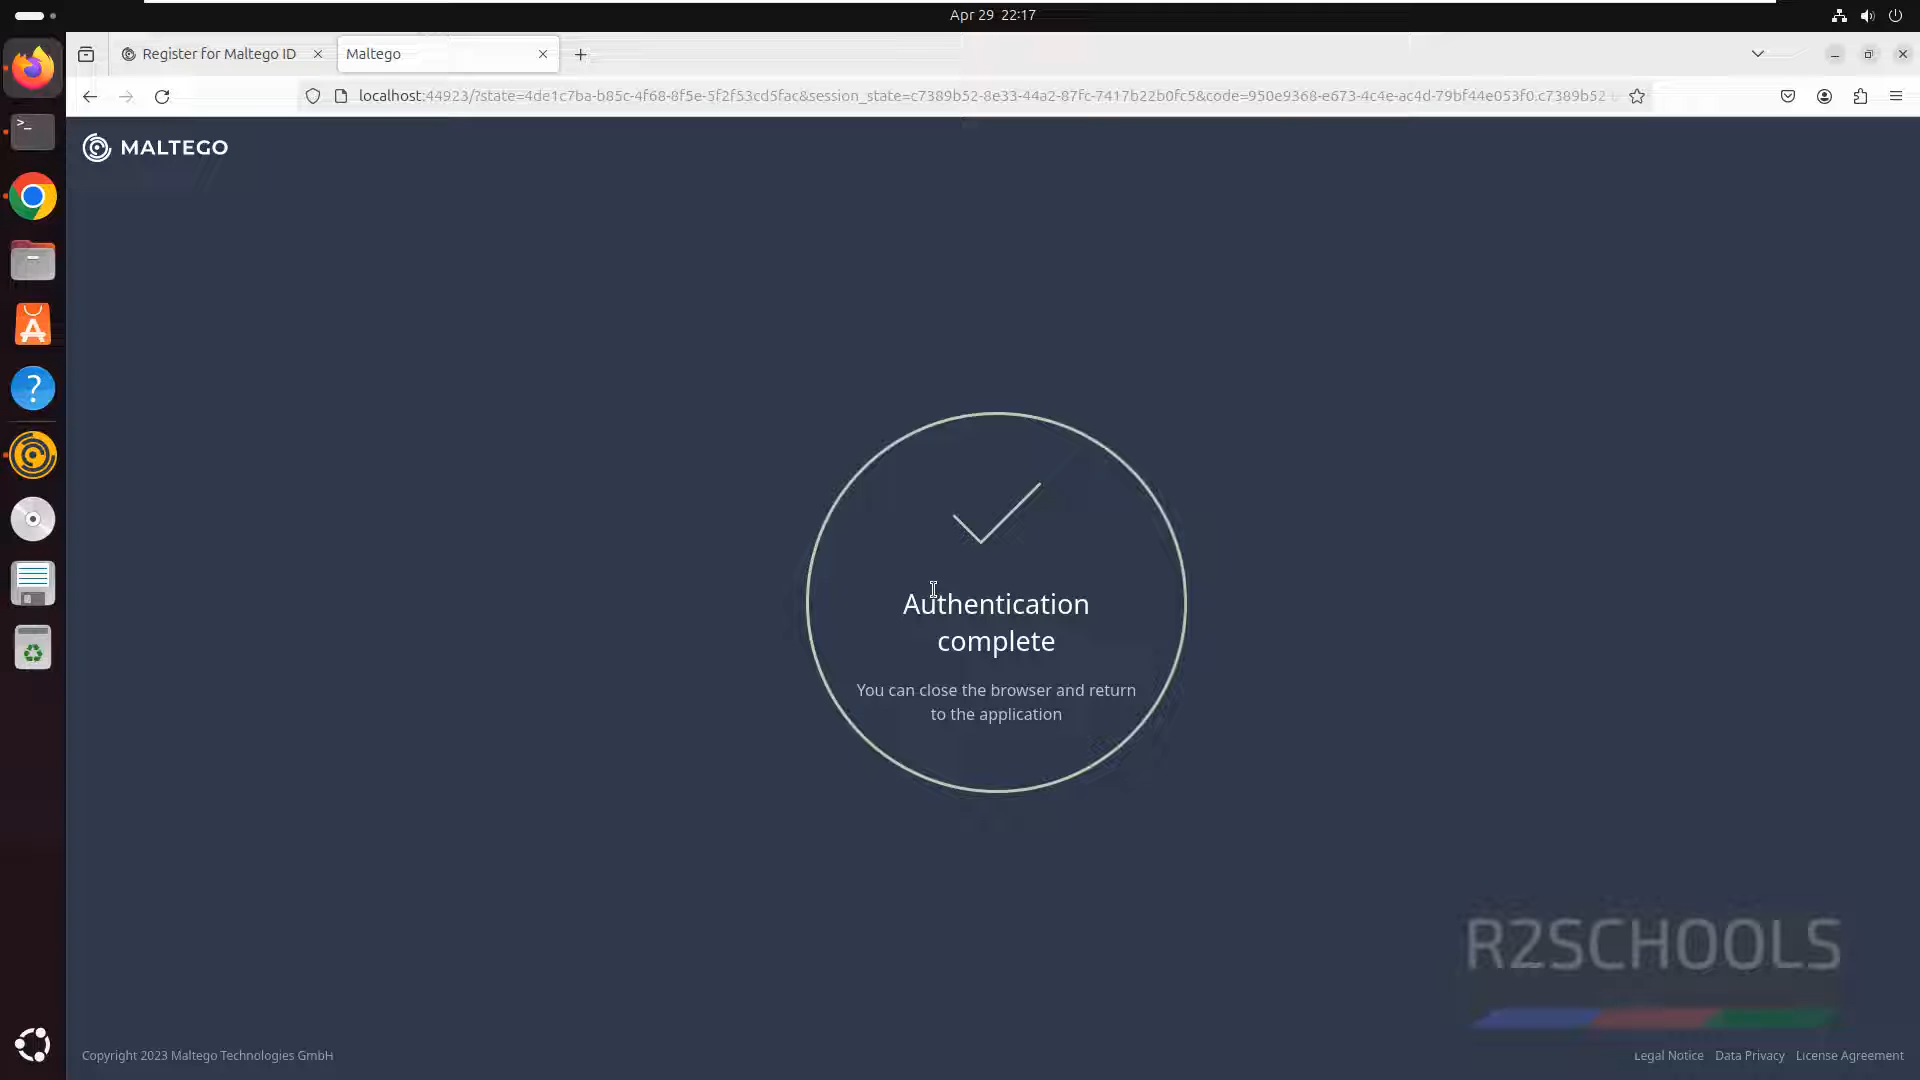 Apr 29 22:17
Register for Maltego ID
Maltego
localhost:44923/?state=4de1c7ba-b85c-4f68-8f5e-5f2f53cd5fac&session_state=c7389b52-8e33-44a2-87fc-7417b22b0fc5&code=950e9368-e673-4c4e-ac4d-79bf44e053f0.c7389b52
MALTEGO
Authentication
complete
You can close the browser and return
to the application
R2SCHOOLS
Copyright 2023 Maltego Technologies GmbH
Legal Notice Data Privacy License Agreement